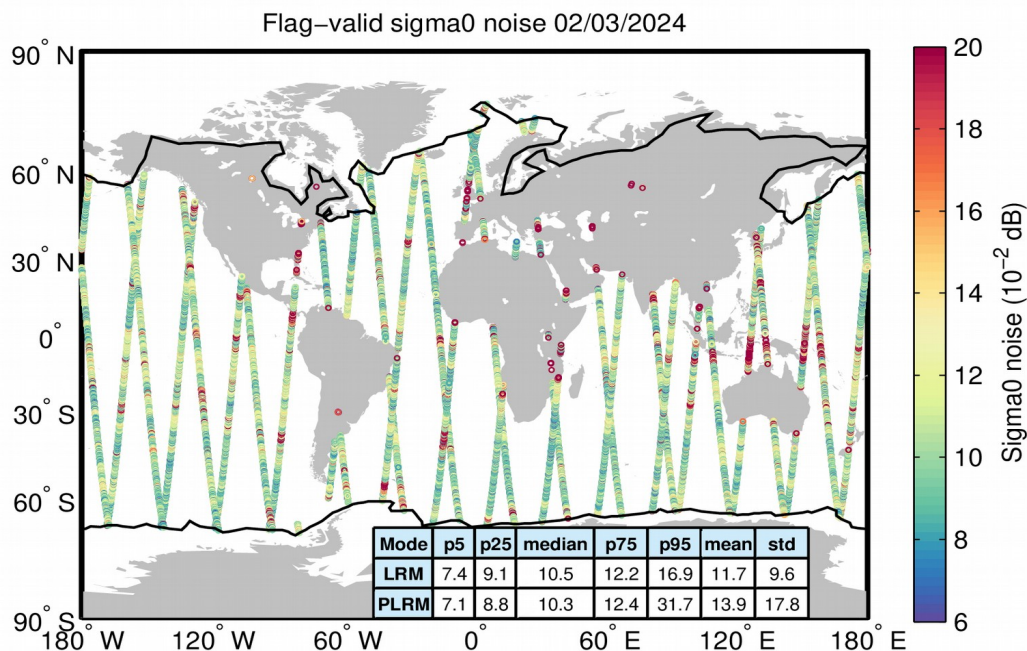 Flag−valid sigma0 noise 02/03/2024
90° N
60° N
30° N
0°
30° S
60° S
90° S
180° W
120° W
60° W
0°
60° E
120° E
180° E
20
18
16
14
12
10
8
6
Sigma0 noise (10⁻² dB)
Mode p5 p25 median p75 p95 mean std
LRM 7.4 9.1 10.5 12.2 16.9 11.7 9.6
PLRM 7.1 8.8 10.3 12.4 31.7 13.9 17.8